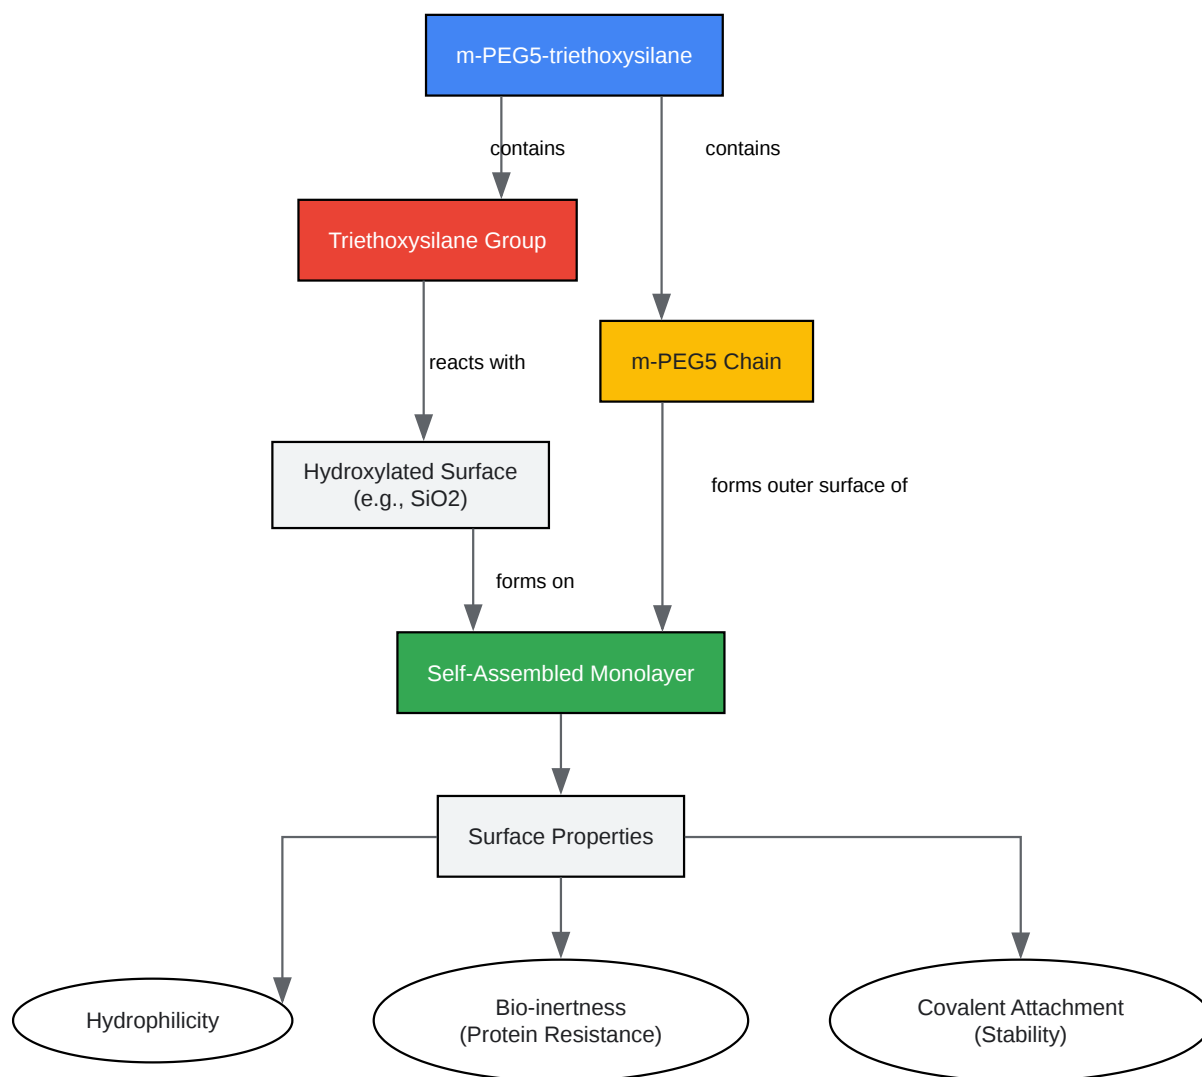 m-PEG5-triethoxysilane
contains
contains
Triethoxysilane Group
m-PEG5 Chain
reacts with
Hydroxylated Surface
(e.g., SiO2)
forms outer surface of
forms on
Self-Assembled Monolayer
Surface Properties
Hydrophilicity
Bio-inertness
(Protein Resistance)
Covalent Attachment
(Stability)